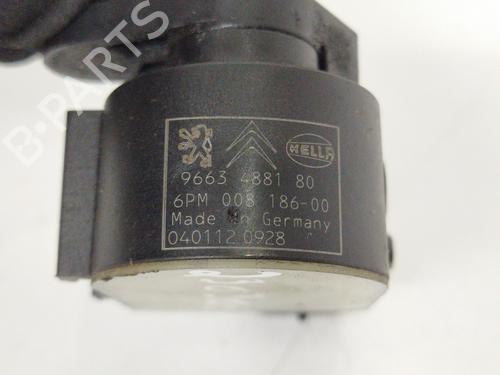 B-PARTS
HELLA
9663 4881 80
6PM 008 186-00
Made In Germany
040112 0928